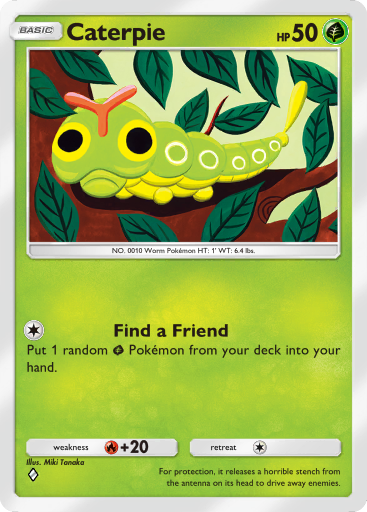 BASIC Caterpie HP 50
NO. 0010 Worm Pokémon HT: 1' WT: 6.4 lbs.
Find a Friend
Put 1 random Pokémon from your deck into your
hand.
weakness +20 retreat
Illus. Miki Tanaka
For protection, it releases a horrible stench from
the antenna on its head to drive away enemies.